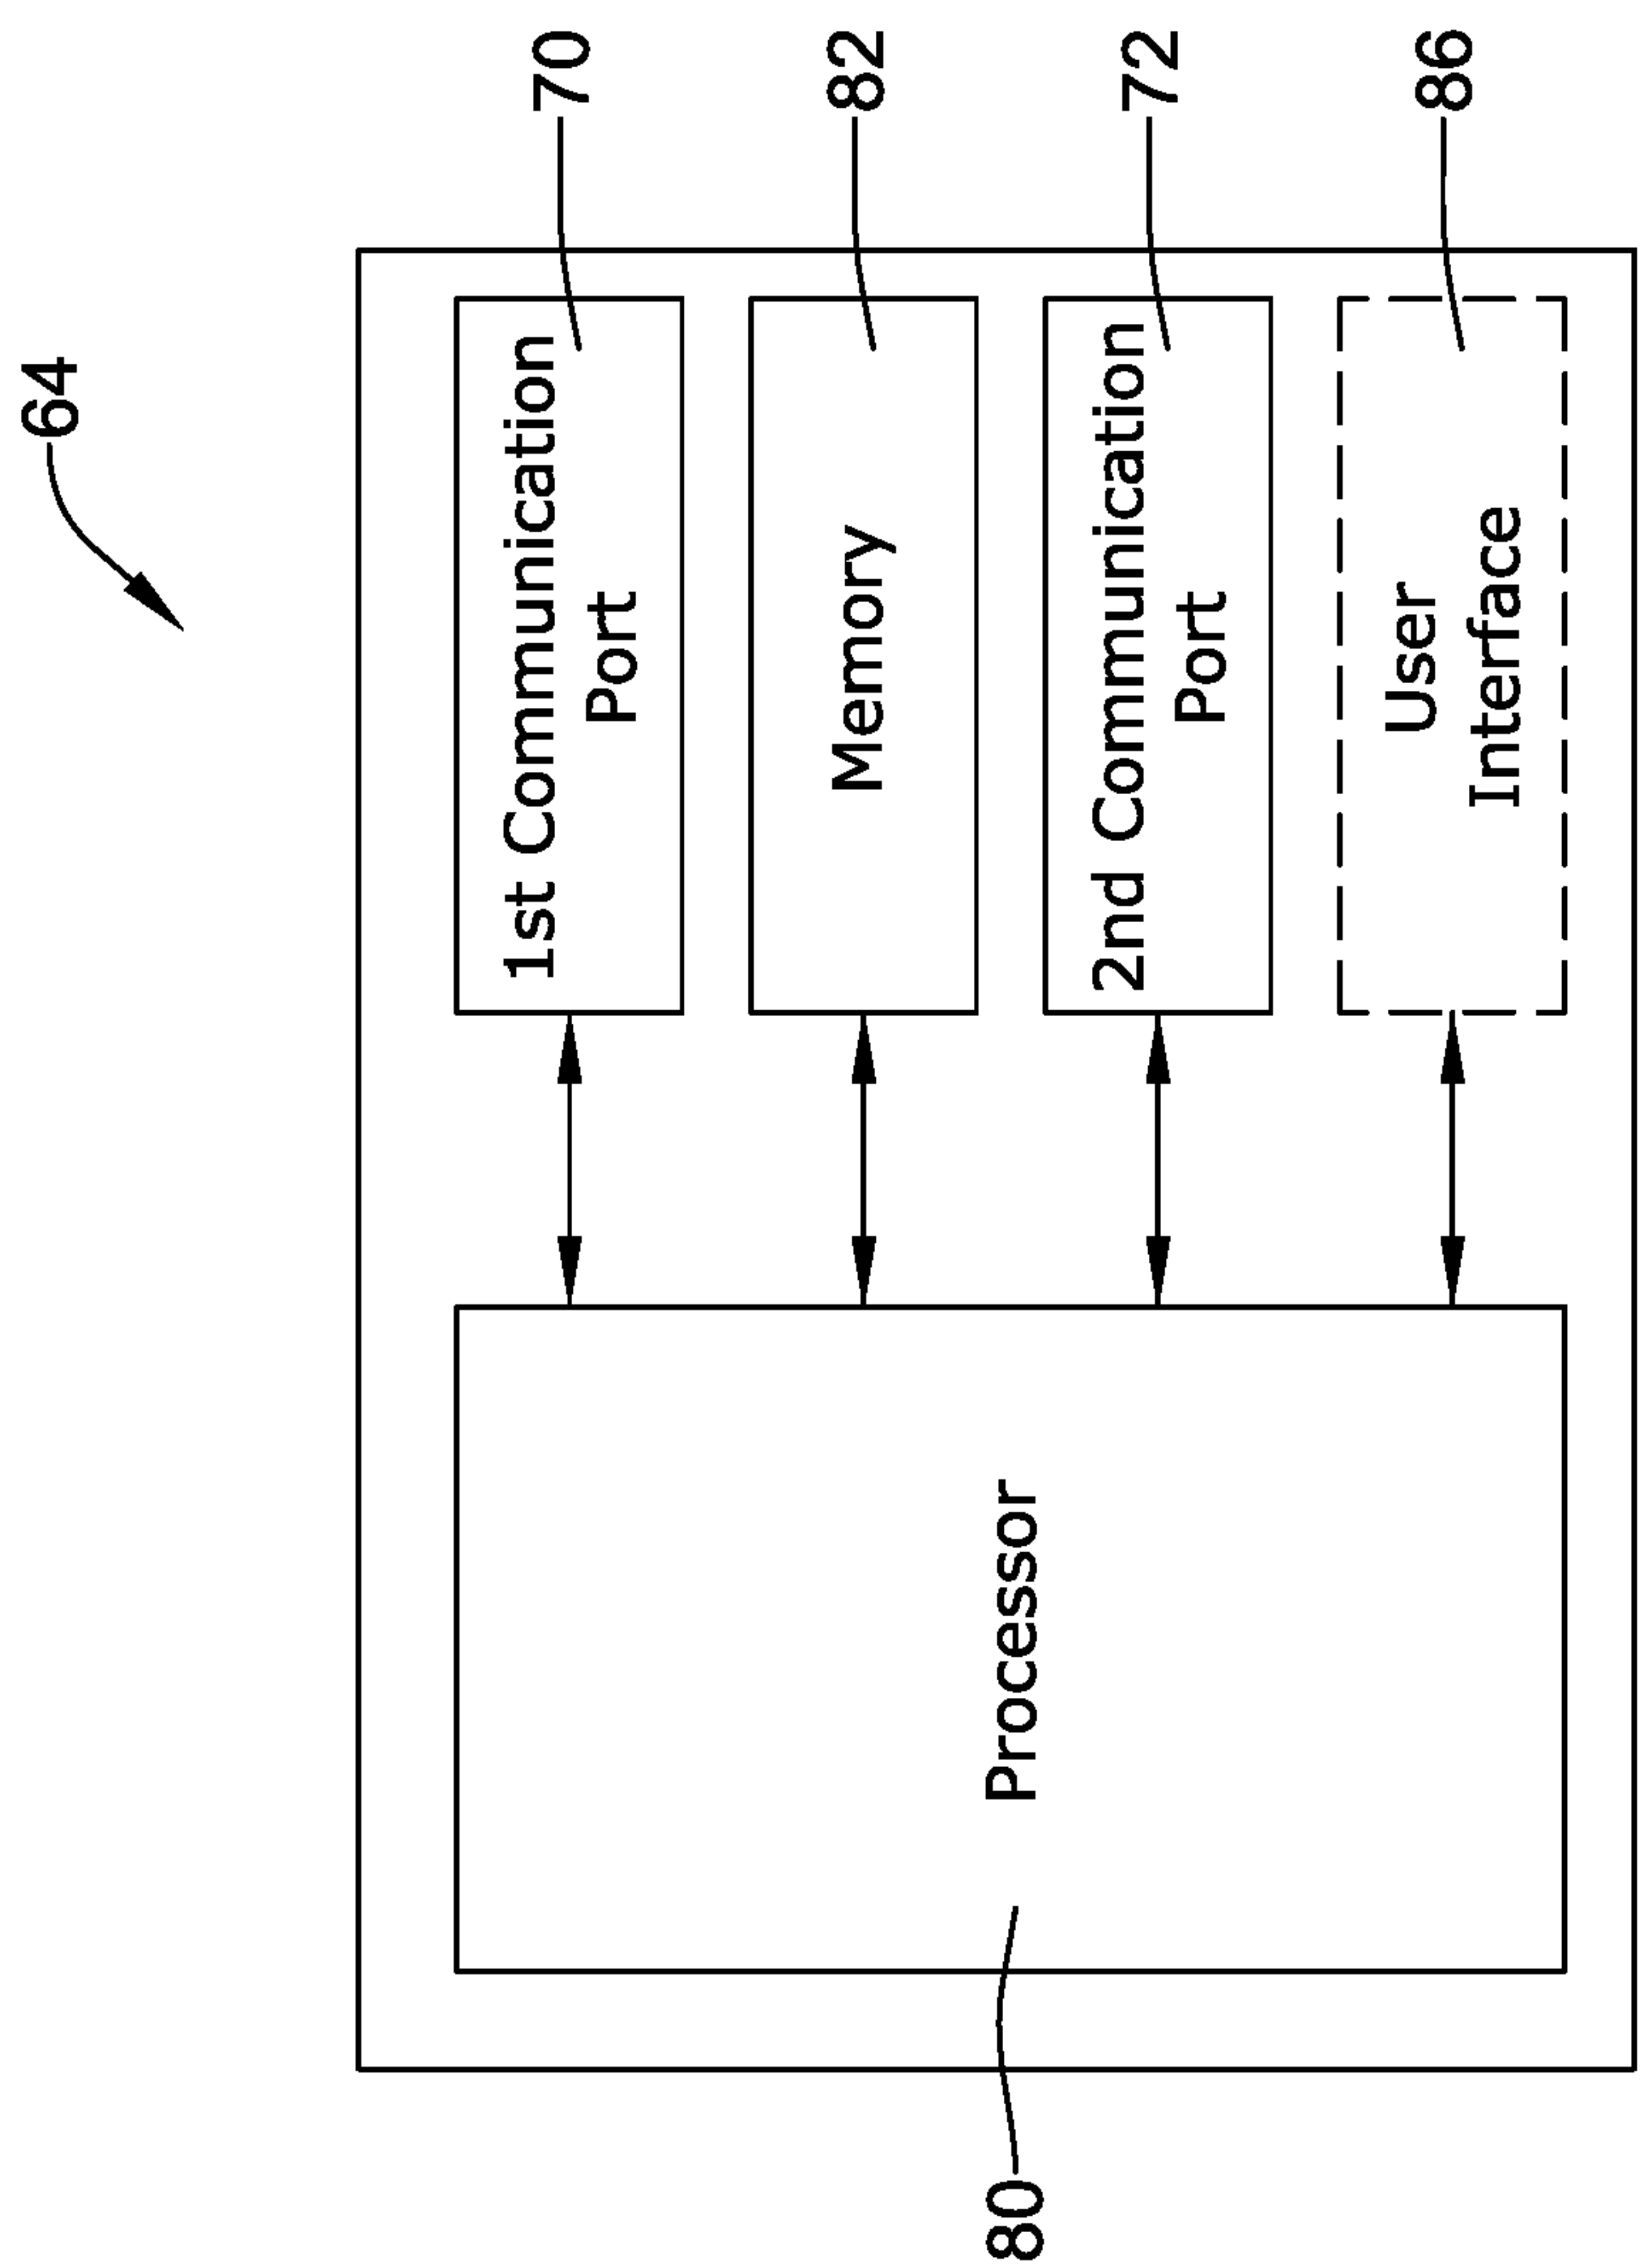 64
1st Communication
Port
70
Memory
82
2nd Communication
Port
72
User
Interface
86
Processor
80